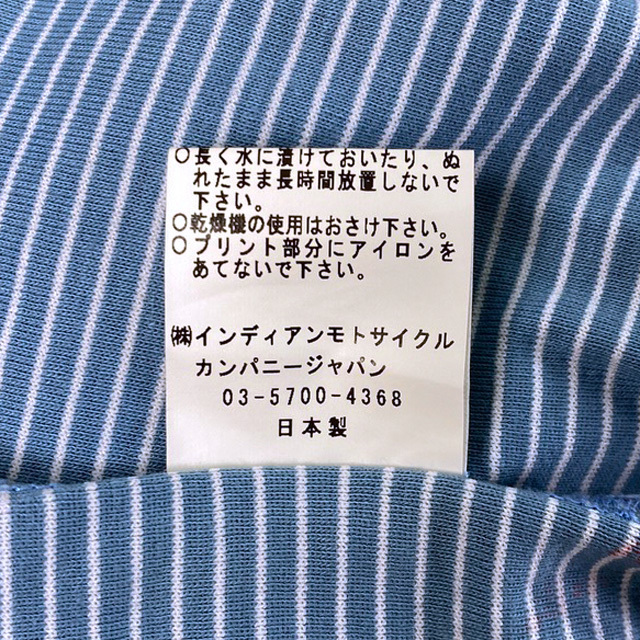 ○長く水に漬けておいたり、ぬ
れたまま長時間放置しないで
下さい。
○乾燥機の使用はおさけ下さい。
○プリント部分にアイロンを
あてないで下さい。
㈱インディアンモトサイクル
カンパニージャパン
03-5700-4368
日本製